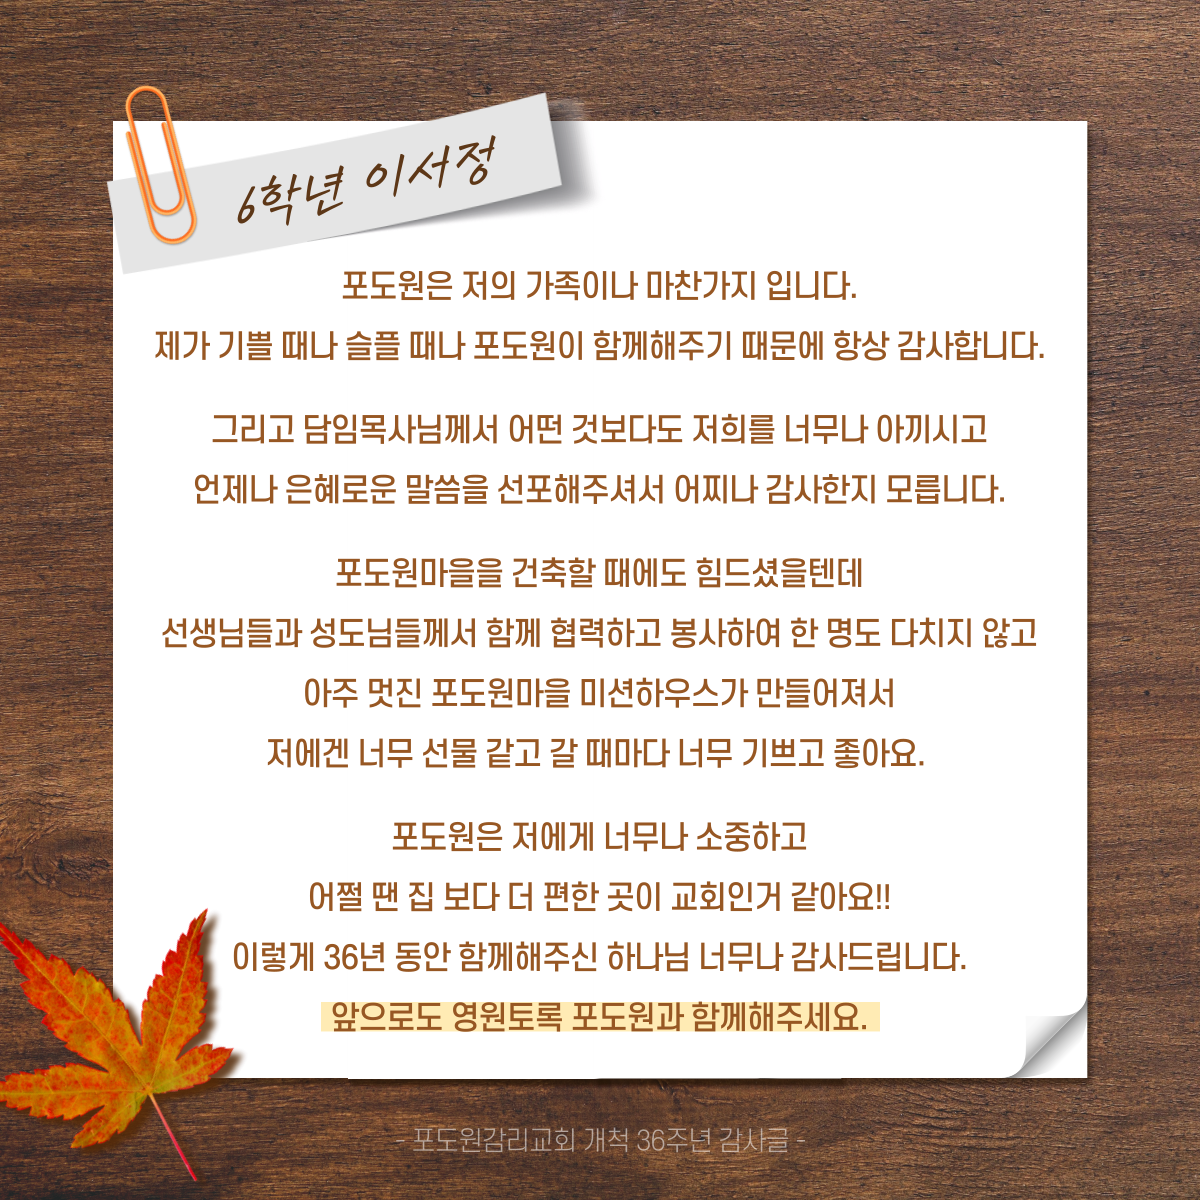 6학년 이서정
포도원은 저의 가족이나 마찬가지 입니다.
제가 기쁠 때나 슬플 때나 포도원이 함께해주기 때문에 항상 감사합니다.
그리고 담임목사님께서 어떤 것보다도 저희를 너무나 아끼시고
언제나 은혜로운 말씀을 선포해주셔서 어찌나 감사한지 모릅니다.
포도원마을을 건축할 때에도 힘드셨을텐데
선생님들과 성도님들께서 함께 협력하고 봉사하여 한 명도 다치지 않고
아주 멋진 포도원마을 미션하우스가 만들어져서
저에겐 너무 선물 같고 갈 때마다 너무 기쁘고 좋아요.
포도원은 저에게 너무나 소중하고
어쩔 땐 집 보다 더 편한 곳이 교회인거 같아요!!
이렇게 36년 동안 함께해주신 하나님 너무나 감사드립니다.
앞으로도 영원토록 포도원과 함께해주세요.
- 포도원감리교회 개척 36주년 감사글 -